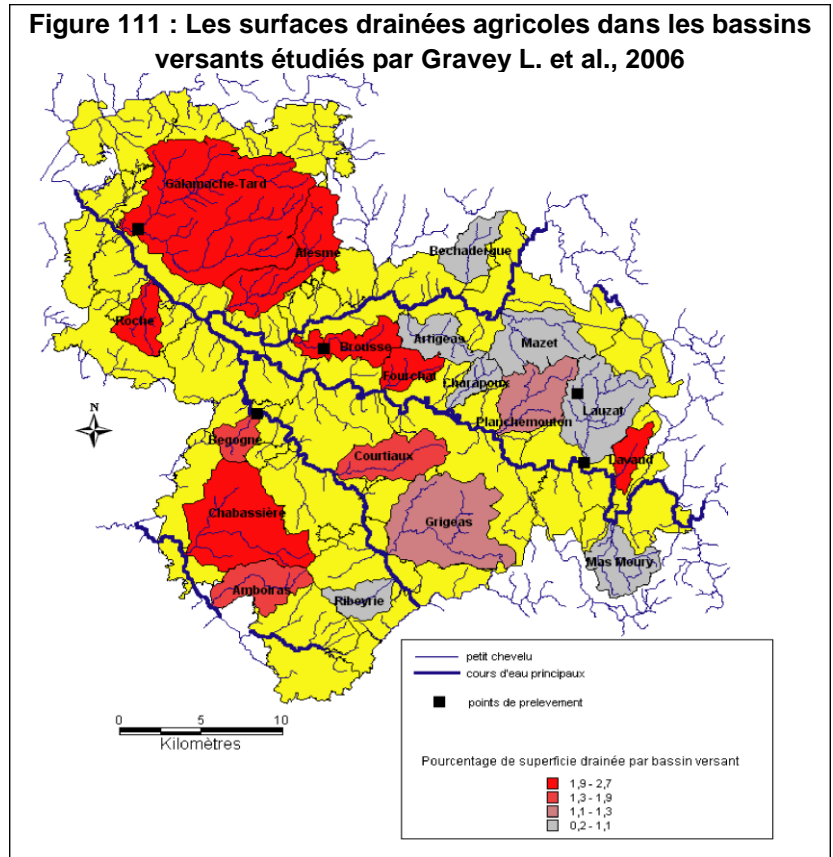 Figure 111 : Les surfaces drainées agricoles dans les bassins
versants étudiés par Gravey L. et al., 2006
Galamache-Tard
Alesme
Bechadergue
Roche
Brousse
Artigeas
Mazet
Fourchat
Charapoux
Planchemouton
Lauzat
N
Begogne
Courtiaux
Lavaud
Chabassière
Grigeas
Mas Meury
Amboiras
Ribeyrie
petit chevelu
cours d'eau principaux
points de prelevement
0 5 10
Kilomètres
Pourcentage de superficie drainée par bassin versant
1,9 - 2,7
1,3 - 1,9
1,1 - 1,3
0,2 - 1,1